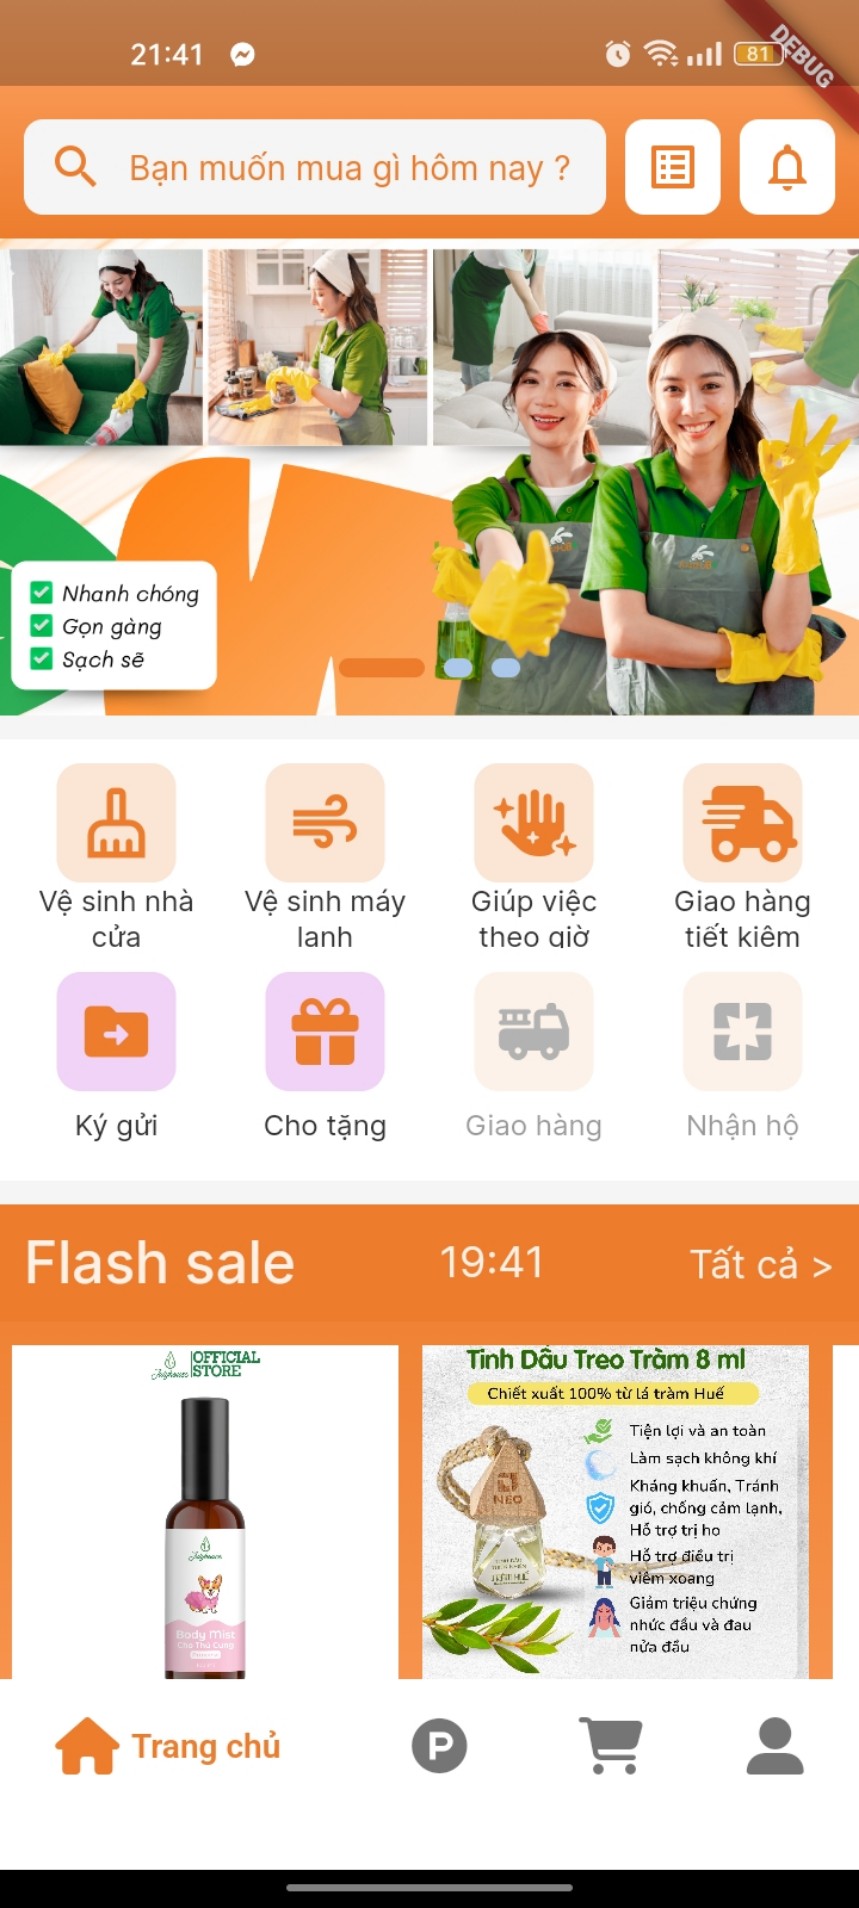 21:41
81
DEBUG
Bạn muốn mua gì hôm nay ?
Nhanh chóng
Gọn gàng
Sạch sẽ
Vệ sinh nhà
cửa
Vệ sinh máy
lạnh
Giúp việc
theo giờ
Giao hàng
tiết kiệm
Ký gửi
Cho tặng
Giao hàng
Nhận hộ
Flash sale
19:41
Tất cả >
Julyhouse
OFFICIAL
STORE
Julyhouse
Body Mist
Cho Thú Cưng
Tinh Dầu Treo Tràm 8 ml
Chiết xuất 100% từ lá tràm Huế
NEO
Tiện lợi và an toàn
Làm sạch không khí
Kháng khuẩn, Tránh
gió, chống cảm lạnh,
Hỗ trợ trị ho
Hỗ trợ điều trị
viêm xoang
Giảm triệu chứng
nhức đầu và đau
nửa đầu
Trang chủ
P